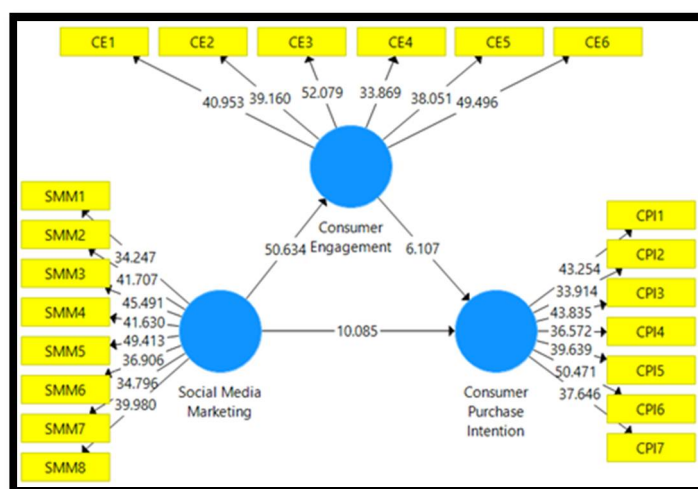 CE1
CE2
CE3
CE4
CE5
CE6
40.953
39.160
52.079
33.869
38.051
49.496
Consumer
Engagement
SMM1
SMM2
SMM3
SMM4
SMM5
SMM6
SMM7
SMM8
34.247
41.707
45.491
41.630
49.413
36.906
34.796
39.980
Social Media
Marketing
50.634
6.107
10.085
Consumer
Purchase
Intention
43.254
33.914
43.835
36.572
39.639
50.471
37.646
CPI1
CPI2
CPI3
CPI4
CPI5
CPI6
CPI7